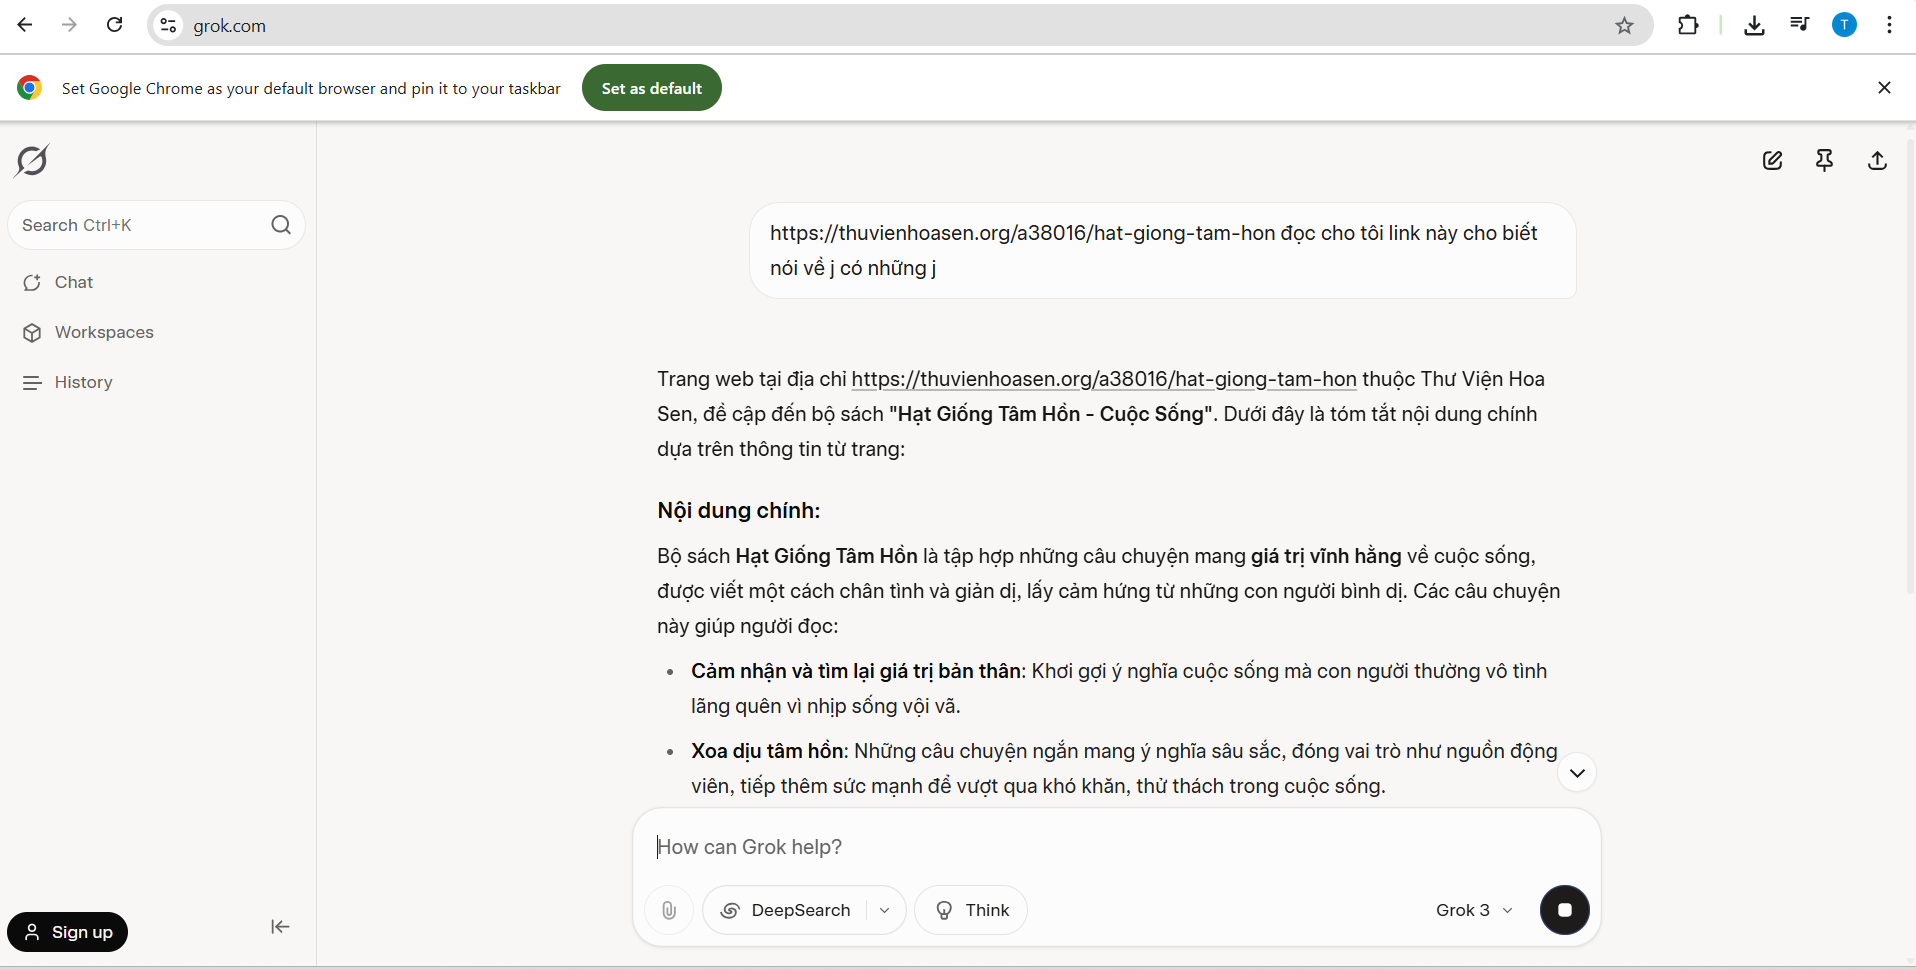 grok.com
T
Set Google Chrome as your default browser and pin it to your taskbar
Set as default
Search Ctrl+K
Chat
Workspaces
History
https://thuvienhoasen.org/a38016/hat-giong-tam-hon đọc cho tôi link này cho biết
nói về j có những j
Trang web tại địa chỉ https://thuvienhoasen.org/a38016/hat-giong-tam-hon thuộc Thư Viện Hoa
Sen, đề cập đến bộ sách "Hạt Giống Tâm Hồn - Cuộc Sống". Dưới đây là tóm tắt nội dung chính
dựa trên thông tin từ trang:
Nội dung chính:
Bộ sách Hạt Giống Tâm Hồn là tập hợp những câu chuyện mang giá trị vĩnh hằng về cuộc sống,
được viết một cách chân tình và giản dị, lấy cảm hứng từ những con người bình dị. Các câu chuyện
này giúp người đọc:
• Cảm nhận và tìm lại giá trị bản thân: Khơi gợi ý nghĩa cuộc sống mà con người thường vô tình
lãng quên vì nhịp sống vội vã.
• Xoa dịu tâm hồn: Những câu chuyện ngắn mang ý nghĩa sâu sắc, đóng vai trò như nguồn động
viên, tiếp thêm sức mạnh để vượt qua khó khăn, thử thách trong cuộc sống.
How can Grok help?
DeepSearch
Think
Grok 3
Sign up